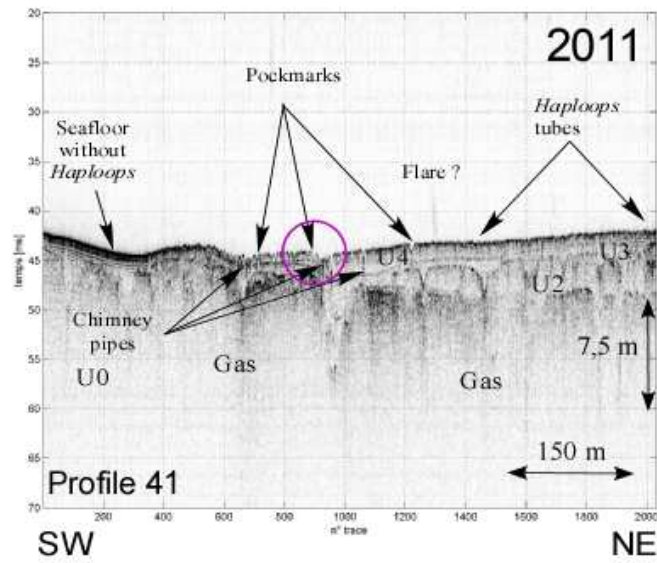 2011
Pockmarks
Haploops
tubes
Seafloor
without
Haploops
Flare ?
U4
U3
U2
Chimney
pipes
U0
Gas
Gas
7,5 m
150 m
Profile 41
SW
NE
temps [ms]
20
25
30
35
40
45
50
55
60
65
70
200
400
600
800
1000
1200
1400
1600
1800
2000
n° trace